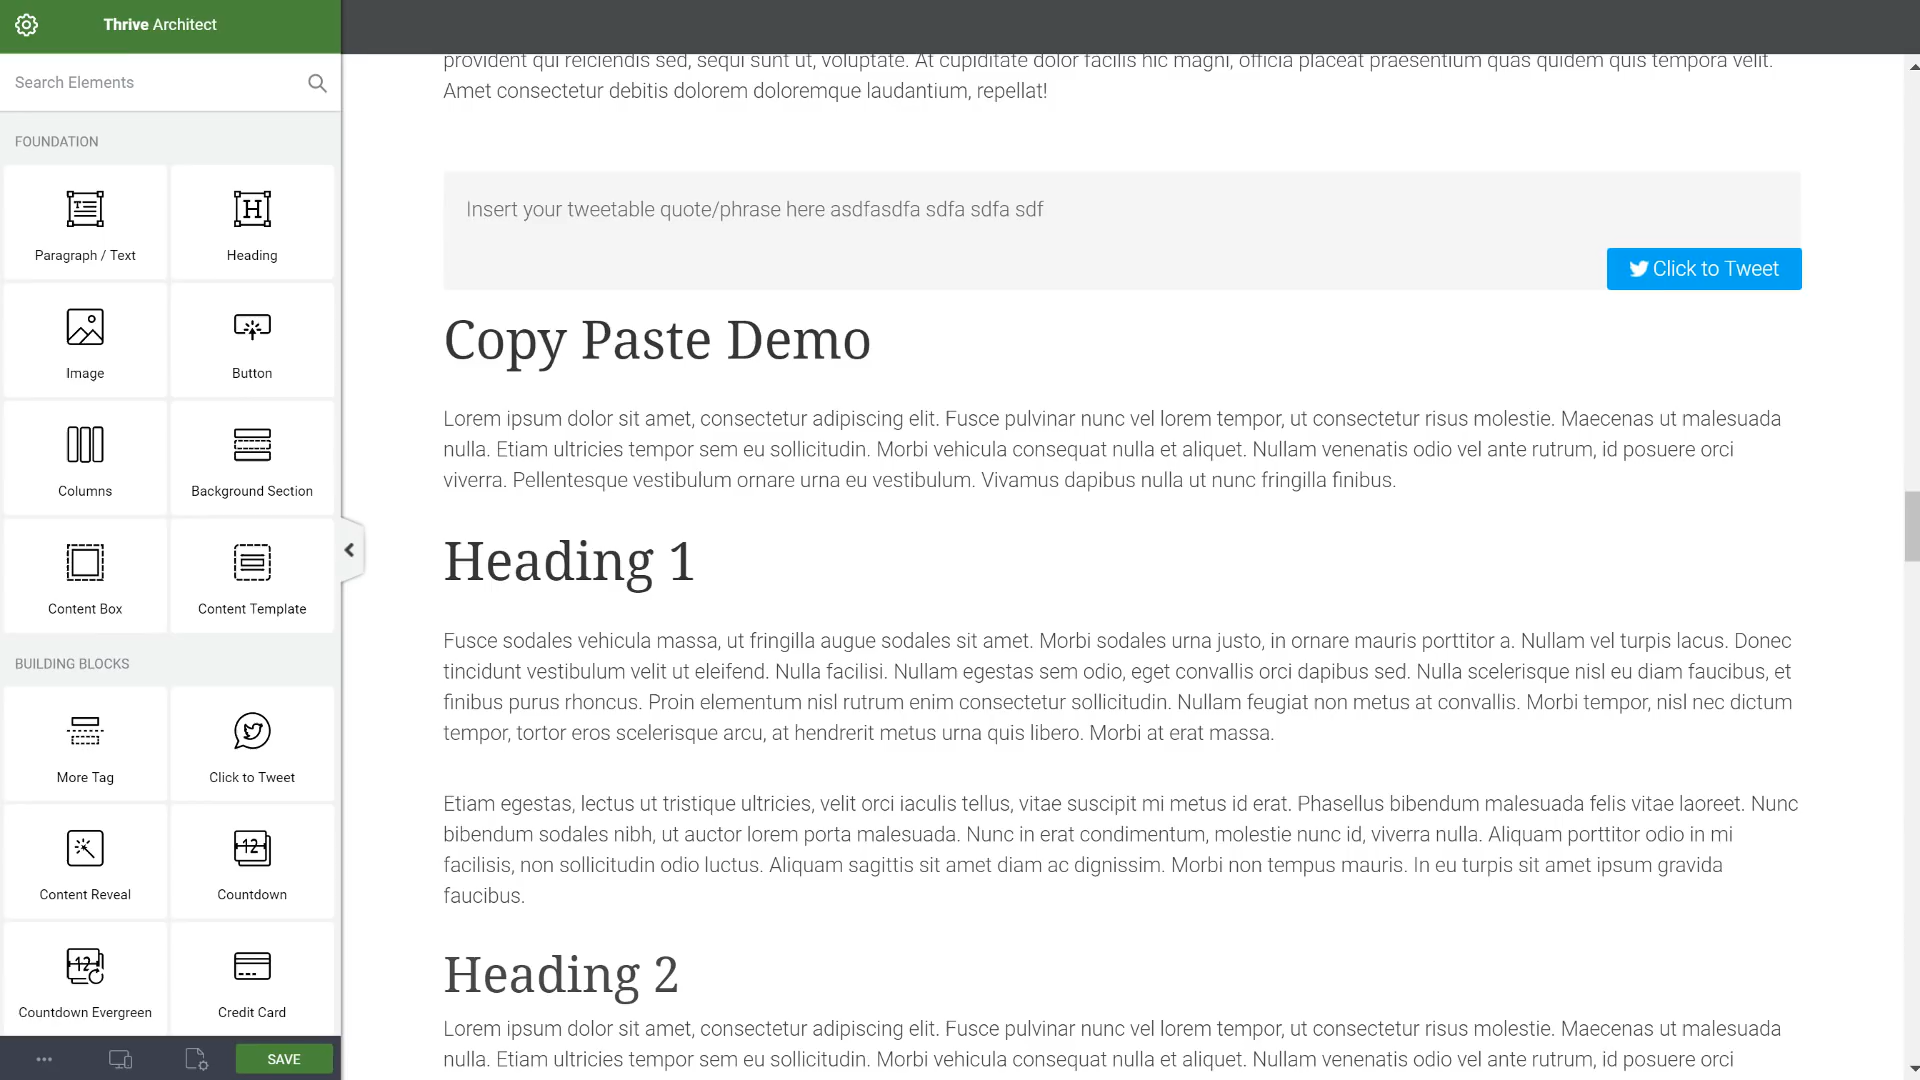 Thrive Architect
Search Elements
FOUNDATION
Paragraph / Text
Heading
Image
Button
Columns
Background Section
Content Box
Content Template
BUILDING BLOCKS
More Tag
Click to Tweet
Content Reveal
Countdown
Countdown Evergreen
Credit Card
SAVE
provident qui reiciendis sed, sequi sunt ut, voluptate. At cupiditate dolor facilis hic magni, officia placeat praesentium quas quidem quis tempora velit.
Amet consectetur debitis dolorem doloremque laudantium, repellat!
Insert your tweetable quote/phrase here asdfasdfa sdfa sdfa sdf
Click to Tweet
Copy Paste Demo
Lorem ipsum dolor sit amet, consectetur adipiscing elit. Fusce pulvinar nunc vel lorem tempor, ut consectetur risus molestie. Maecenas ut malesuada
nulla. Etiam ultricies tempor sem eu sollicitudin. Morbi vehicula consequat nulla et aliquet. Nullam venenatis odio vel ante rutrum, id posuere orci
viverra. Pellentesque vestibulum ornare urna eu vestibulum. Vivamus dapibus nulla ut nunc fringilla finibus.
Heading 1
Fusce sodales vehicula massa, ut fringilla augue sodales sit amet. Morbi sodales urna justo, in ornare mauris porttitor a. Nullam vel turpis lacus. Donec
tincidunt vestibulum velit ut eleifend. Nulla facilisi. Nullam egestas sem odio, eget convallis orci dapibus sed. Nulla scelerisque nisl eu diam faucibus, et
finibus purus rhoncus. Proin elementum nisl rutrum enim consectetur sollicitudin. Nullam feugiat non metus at convallis. Morbi tempor, nisl nec dictum
tempor, tortor eros scelerisque arcu, at hendrerit metus urna quis libero. Morbi at erat massa.
Etiam egestas, lectus ut tristique ultricies, velit orci iaculis tellus, vitae suscipit mi metus id erat. Phasellus bibendum malesuada felis vitae laoreet. Nunc
bibendum sodales nibh, ut auctor lorem porta malesuada. Nunc in erat condimentum, molestie nunc id, viverra nulla. Aliquam porttitor odio in mi
facilisis, non sollicitudin odio luctus. Aliquam sagittis sit amet diam ac dignissim. Morbi non tempus mauris. In eu turpis sit amet ipsum gravida
faucibus.
Heading 2
Lorem ipsum dolor sit amet, consectetur adipiscing elit. Fusce pulvinar nunc vel lorem tempor, ut consectetur risus molestie. Maecenas ut malesuada
nulla. Etiam ultricies tempor sem eu sollicitudin. Morbi vehicula consequat nulla et aliquet. Nullam venenatis odio vel ante rutrum, id posuere orci